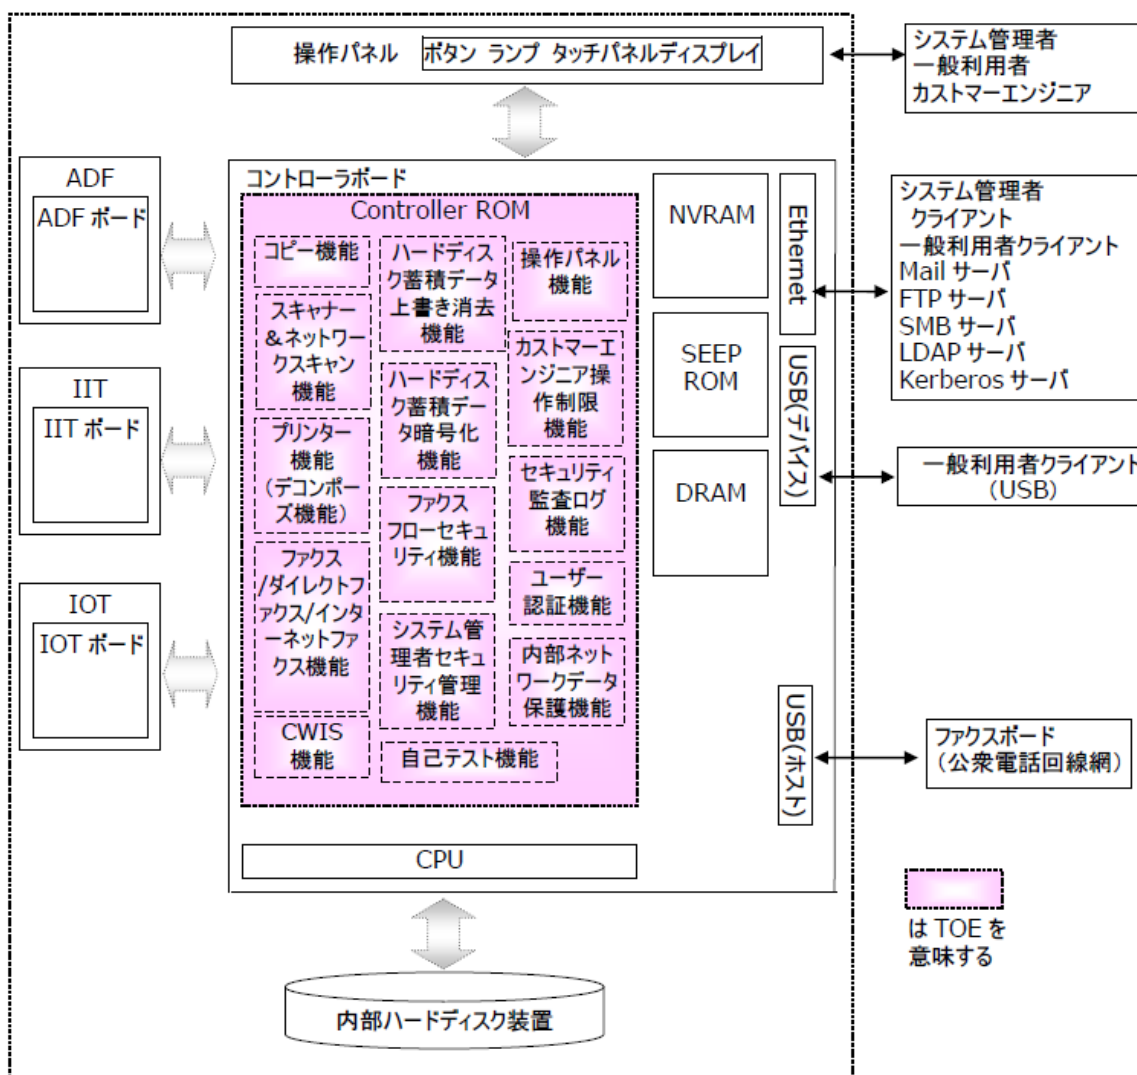 操作パネル
ボタン ランプ タッチパネルディスプレイ
システム管理者
一般利用者
カストマーエンジニア
ADF
ADF ボード
IIT
IIT ボード
IOT
IOT ボード
コントローラボード
Controller ROM
コピー機能
スキャナー
&ネットワー
クスキャン
機能
プリンター
機能
(デコンポー
ズ機能)
ファクス
/ダイレクトフ
ァクス/インタ
ーネットファ
クス機能
CWIS
機能
ハードディス
ク蓄積データ
上書き消去
機能
ハードディス
ク蓄積デー
タ暗号化
機能
ファクス
フローセキュ
リティ機能
システム管
理者セキュ
リティ管理
機能
自己テスト機能
操作パネル
機能
カストマーエ
ンジニア操
作制限
機能
セキュリティ
監査ログ
機能
ユーザー
認証機能
内部ネット
ワークデータ
保護機能
NVRAM
SEEP
ROM
DRAM
Ethernet
USB(デバイス)
USB(ホスト)
CPU
内部ハードディスク装置
システム管理者
クライアント
一般利用者クライアント
Mail サーバ
FTP サーバ
SMB サーバ
LDAP サーバ
Kerberos サーバ
一般利用者クライアント
(USB)
ファクスボード
(公衆電話回線網)
は TOE を
意味する